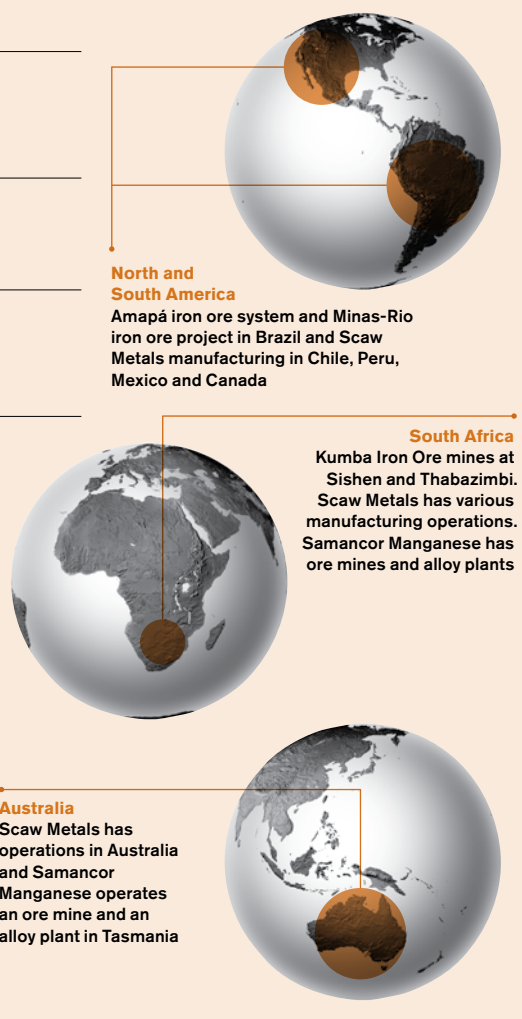 North and
South America
Amapá iron ore system and Minas-Rio
iron ore project in Brazil and Scaw
Metals manufacturing in Chile, Peru,
Mexico and Canada
South Africa
Kumba Iron Ore mines at
Sishen and Thabazimbi.
Scaw Metals has various
manufacturing operations.
Samancor Manganese has
ore mines and alloy plants
Australia
Scaw Metals has
operations in Australia
and Samancor
Manganese operates
an ore mine and an
alloy plant in Tasmania